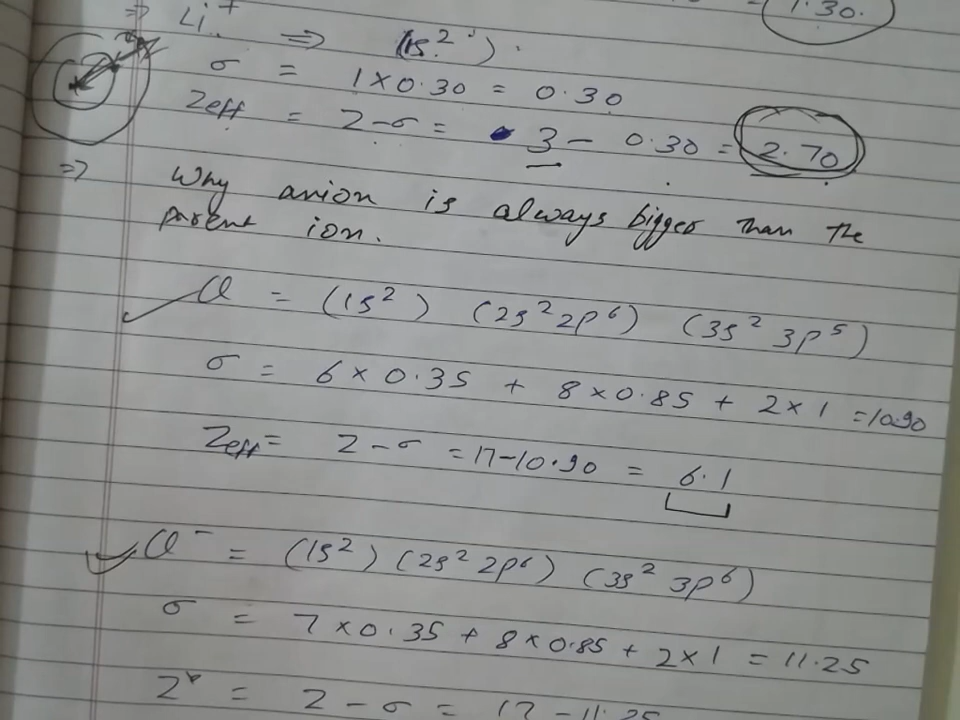 1.30.
⇒ Li⁺ ⇒ (1s²).
σ = 1×0.30 = 0.30
Zeff = Z-σ = 3 - 0.30 = 2.70
⇒ Why anion is always bigger than the
parent ion.
Cl = (1s²) (2s² 2p⁶) (3s² 3p⁵)
σ = 6×0.35 + 8×0.85 + 2×1 = 10.90
Zeff = Z-σ = 17-10.90 = 6.1
Cl⁻ = (1s²) (2s² 2p⁶) (3s² 3p⁶)
σ = 7×0.35 + 8×0.85 + 2×1 = 11.25
Z* = Z-σ = 17-11.25